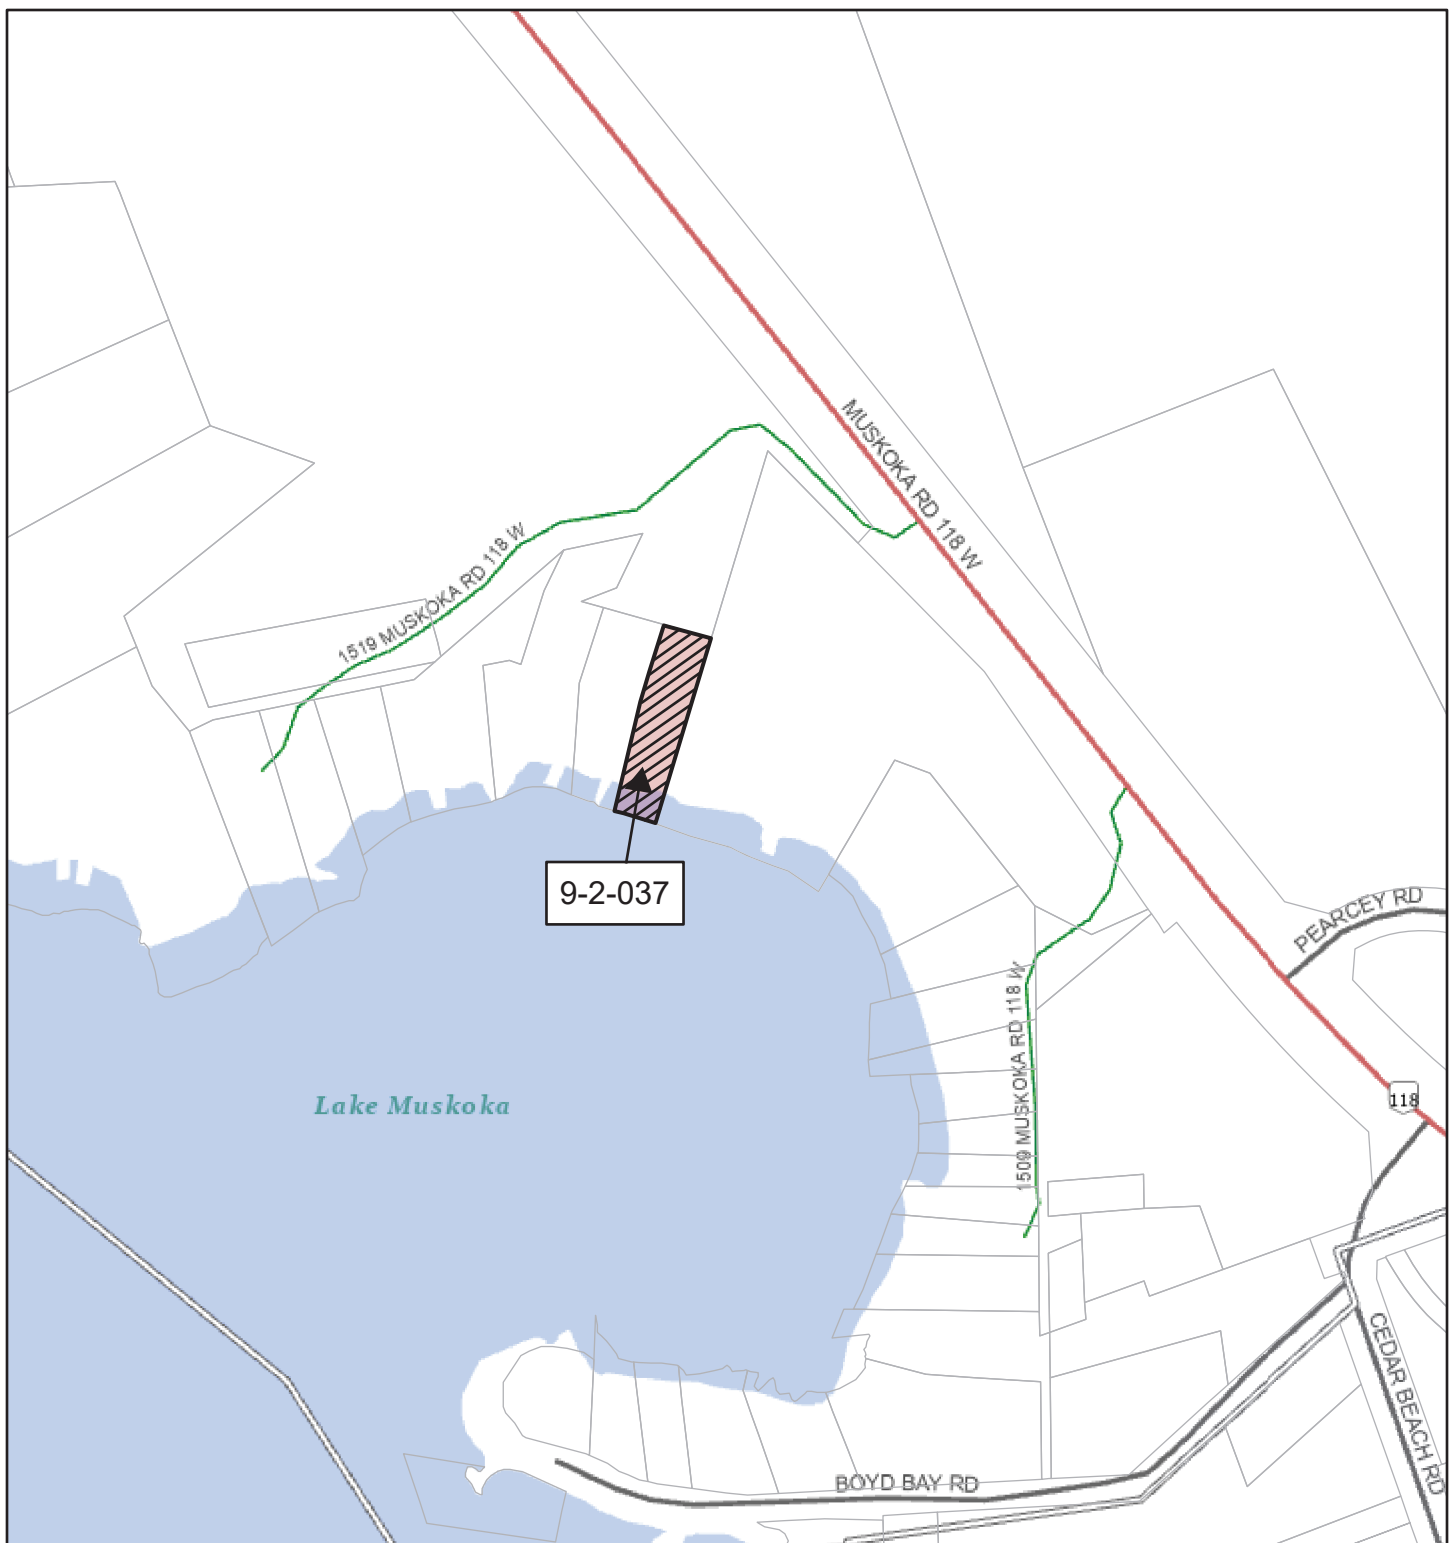 MUSKOKA RD 118 W
1519 MUSKOKA RD 118 W
9-2-037
PEARCEY RD
1509 MUSKOKA RD 118 W
118
Lake Muskoka
CEDAR BEACH RD
BOYD BAY RD